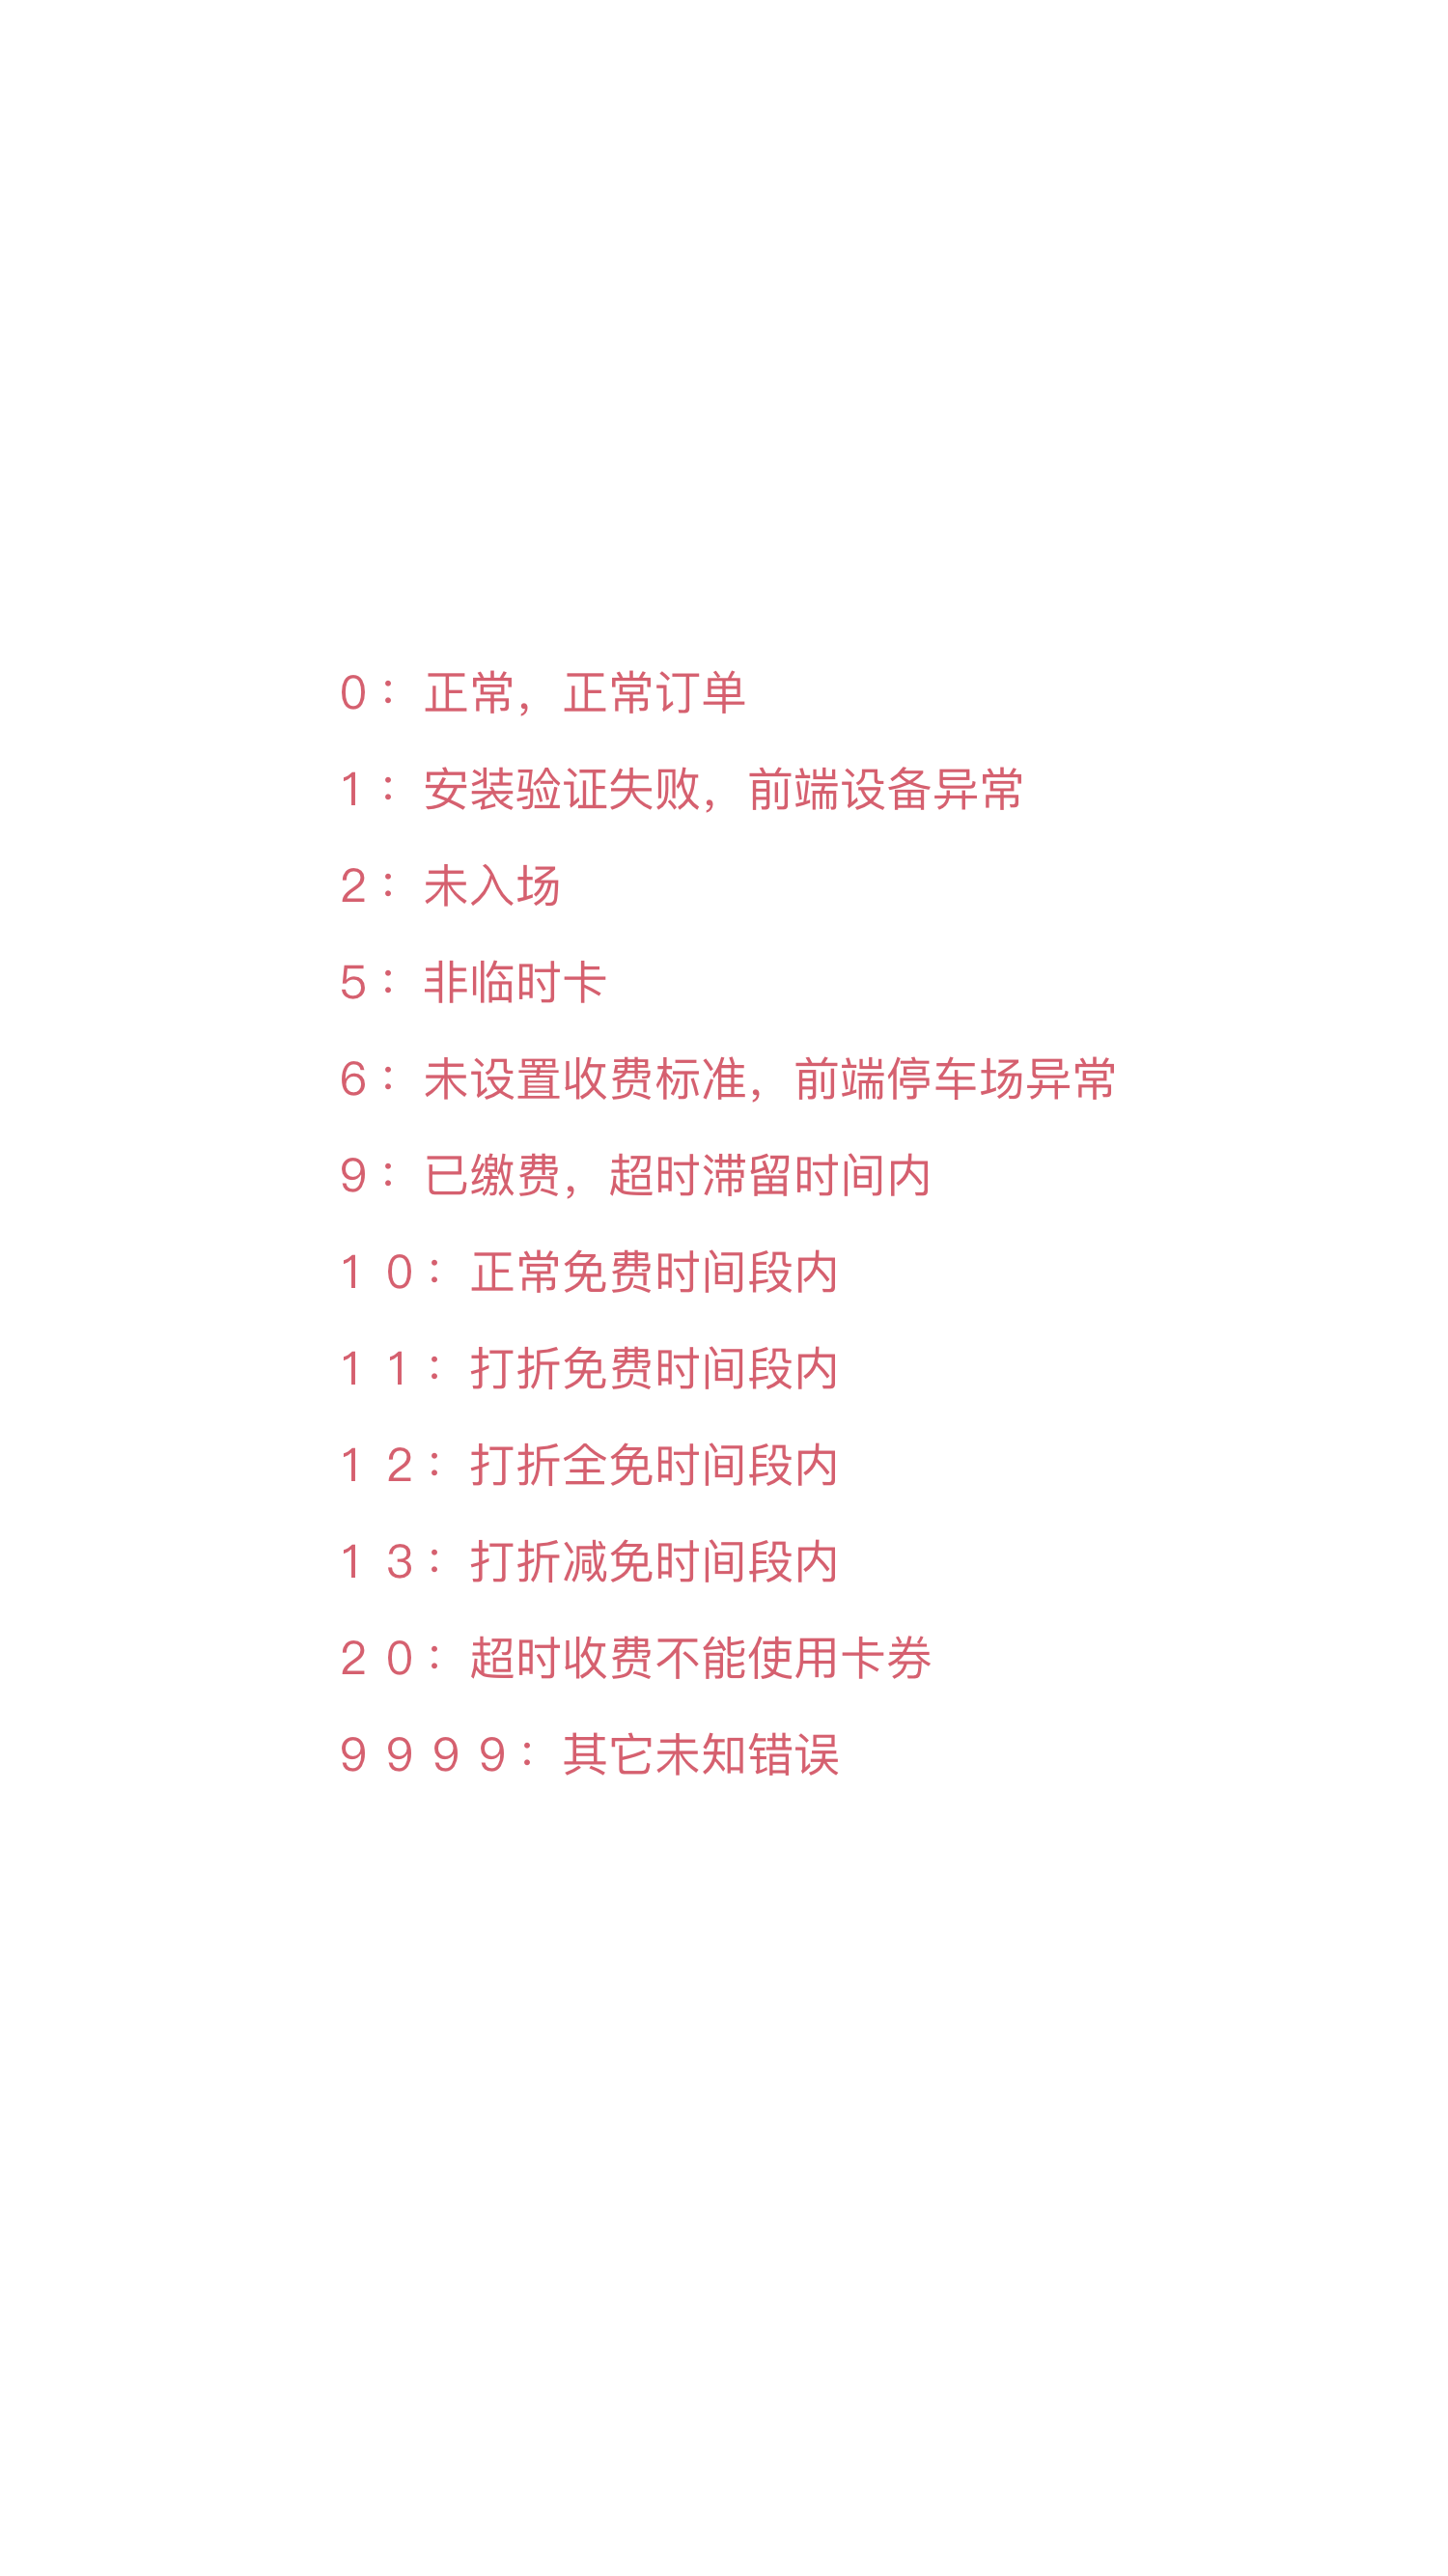 0：正常，正常订单
1：安装验证失败，前端设备异常
2：未入场
5：非临时卡
6：未设置收费标准，前端停车场异常
9：已缴费，超时滞留时间内
１０：正常免费时间段内
１１：打折免费时间段内
１２：打折全免时间段内
１３：打折减免时间段内
２０：超时收费不能使用卡券
９９９９：其它未知错误